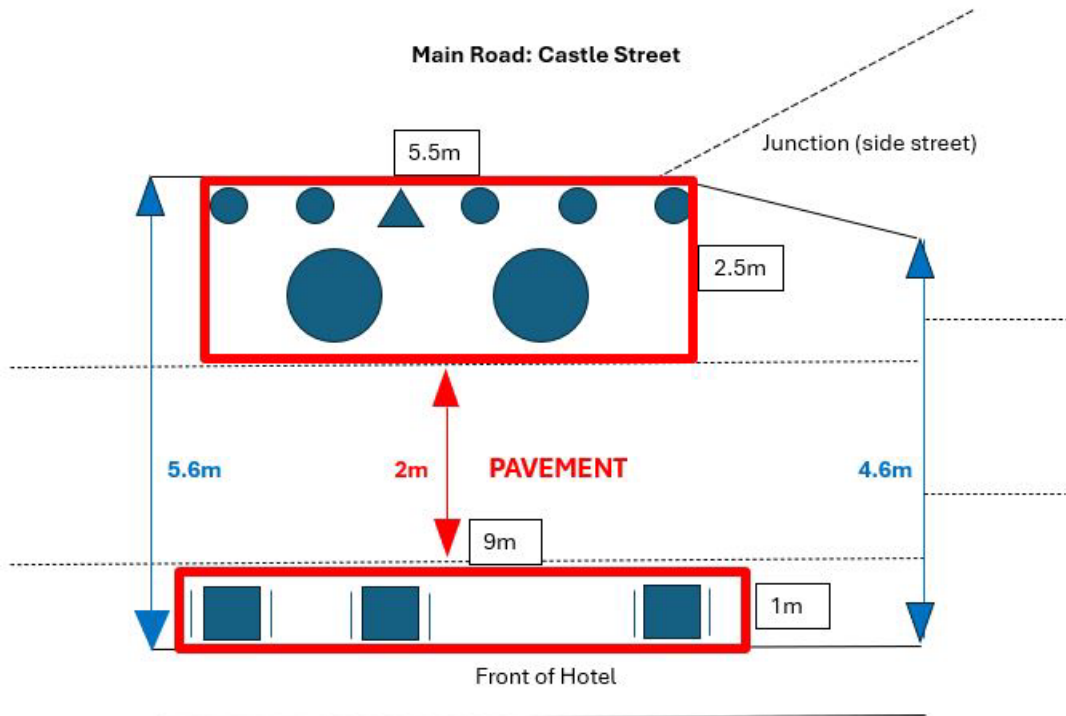 Main Road: Castle Street
5.5m
Junction (side street)
2.5m
5.6m
2m
PAVEMENT
4.6m
9m
1m
Front of Hotel